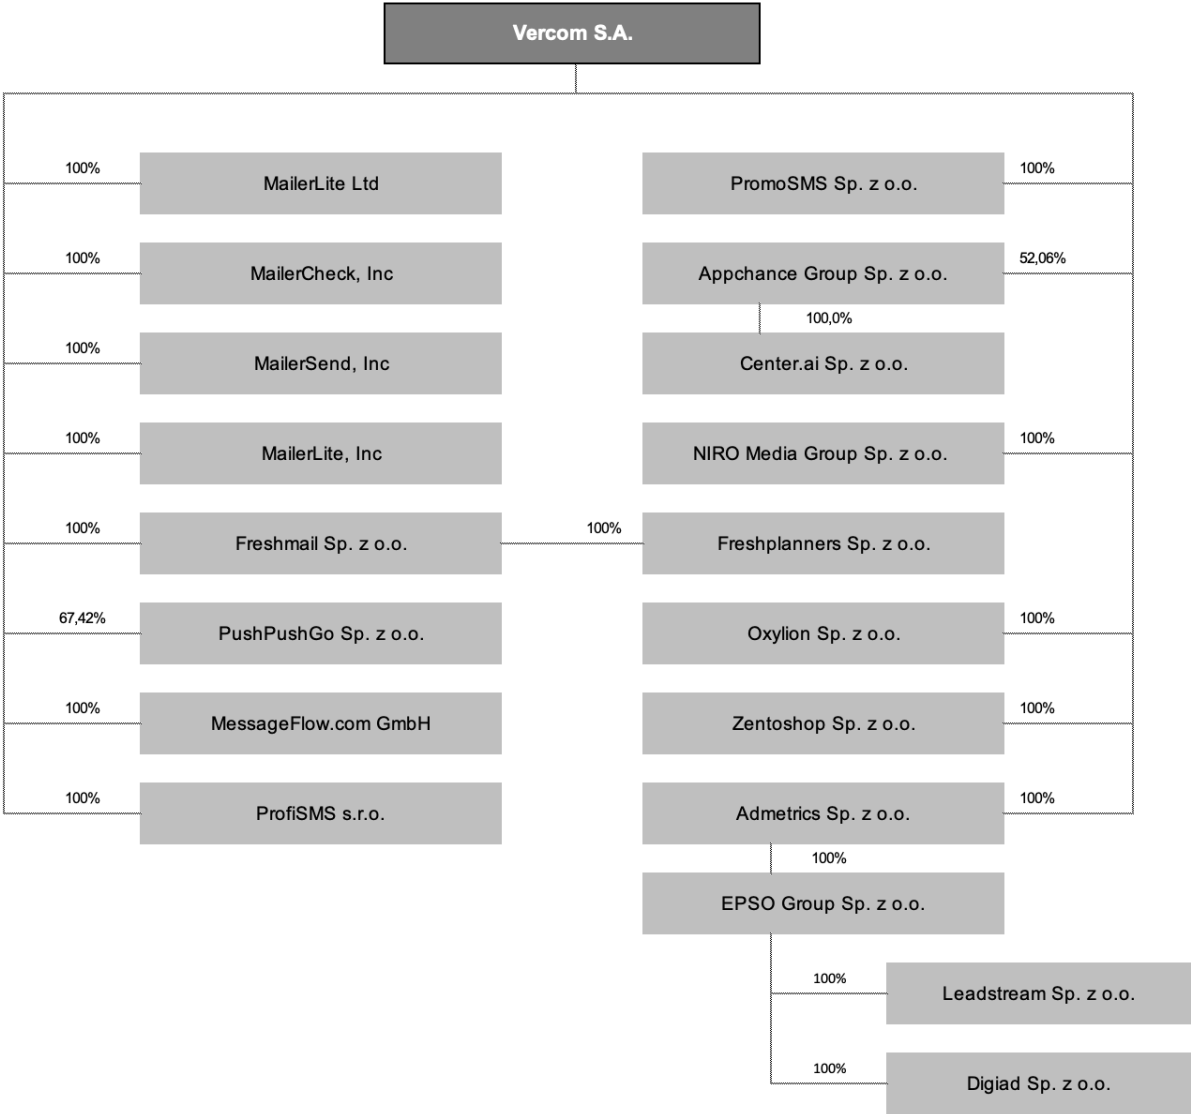 Vercom S.A.
100%
MailerLite Ltd
PromoSMS Sp. z o.o.
100%
100%
MailerCheck, Inc
Appchance Group Sp. z o.o.
52,06%
100,0%
100%
MailerSend, Inc
Center.ai Sp. z o.o.
100%
MailerLite, Inc
NIRO Media Group Sp. z o.o.
100%
100%
Freshmail Sp. z o.o.
100%
Freshplanners Sp. z o.o.
67,42%
PushPushGo Sp. z o.o.
Oxylion Sp. z o.o.
100%
100%
MessageFlow.com GmbH
Zentoshop Sp. z o.o.
100%
100%
ProfiSMS s.r.o.
Admetrics Sp. z o.o.
100%
100%
EPSO Group Sp. z o.o.
100%
Leadstream Sp. z o.o.
100%
Digiad Sp. z o.o.